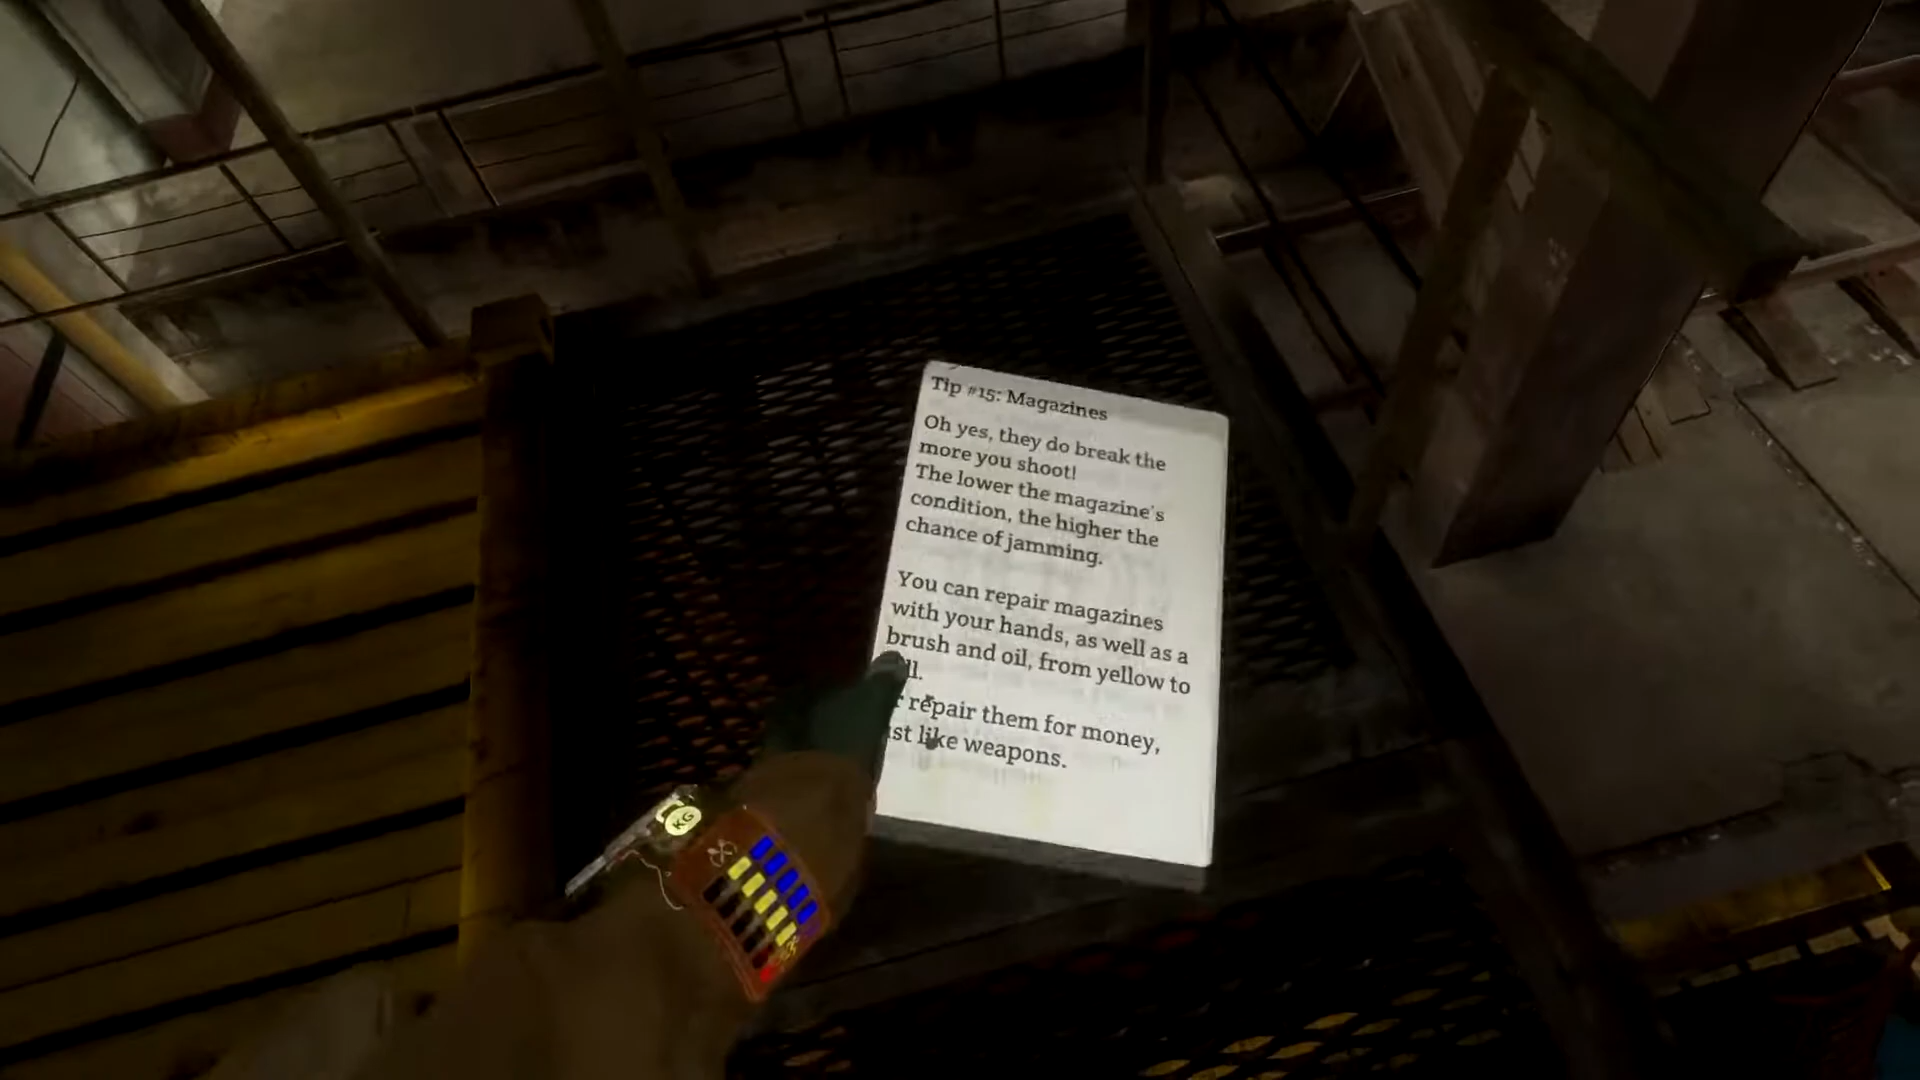 Tip #15: Magazines
Oh yes, they do break the
more you shoot!
The lower the magazine's
condition, the higher the
chance of jamming.
You can repair magazines
with your hands, as well as a
brush and oil, from yellow to
repair them for money,
like weapons.
KG